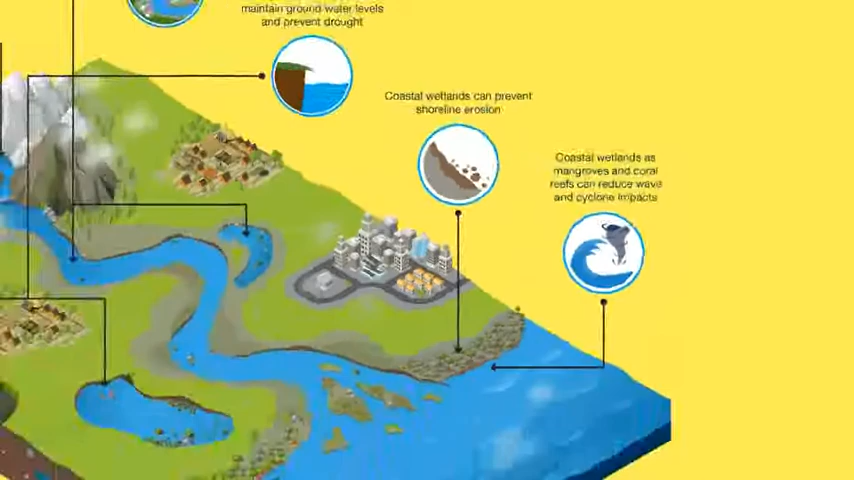 maintain ground water levels
and prevent drought
Coastal wetlands can prevent
shoreline erosion
Coastal wetlands as
mangroves and coral
reefs can reduce wave
and cyclone impacts